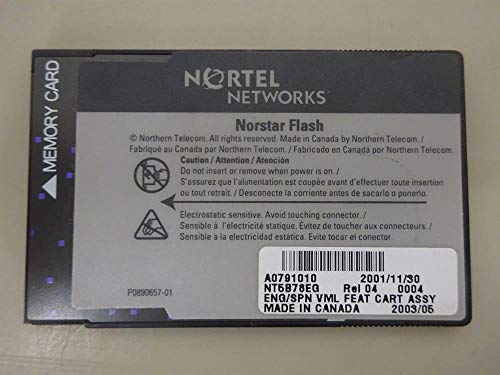 MEMORY CARD
NORTEL
NETWORKS™
Norstar Flash
© Northern Telecom. All rights reserved. Made in Canada by Northern Telecom. /
Fabriqué au Canada par Northern Telecom. / Fabricado en Canadá por Northern Telecom.
Caution / Attention / Atención
Do not insert or remove when power is on. /
S'assurez que l'alimentation est coupée avant d'effectuer toute insertion
ou tout retrait. / Desconecte la corriente antes de sacarlo o ponerlo.
Electrostatic sensitive. Avoid touching connector. /
Sensible à l'électricité statique. Évitez de toucher au connecteur. /
Sensible a la electricidad estática. Evite tocar el conector.
P0890657-01
A0791010 2001/11/30
NT5B78EG Rel 04 0004
ENG/SPN VML FEAT CART ASSY
MADE IN CANADA 2003/05